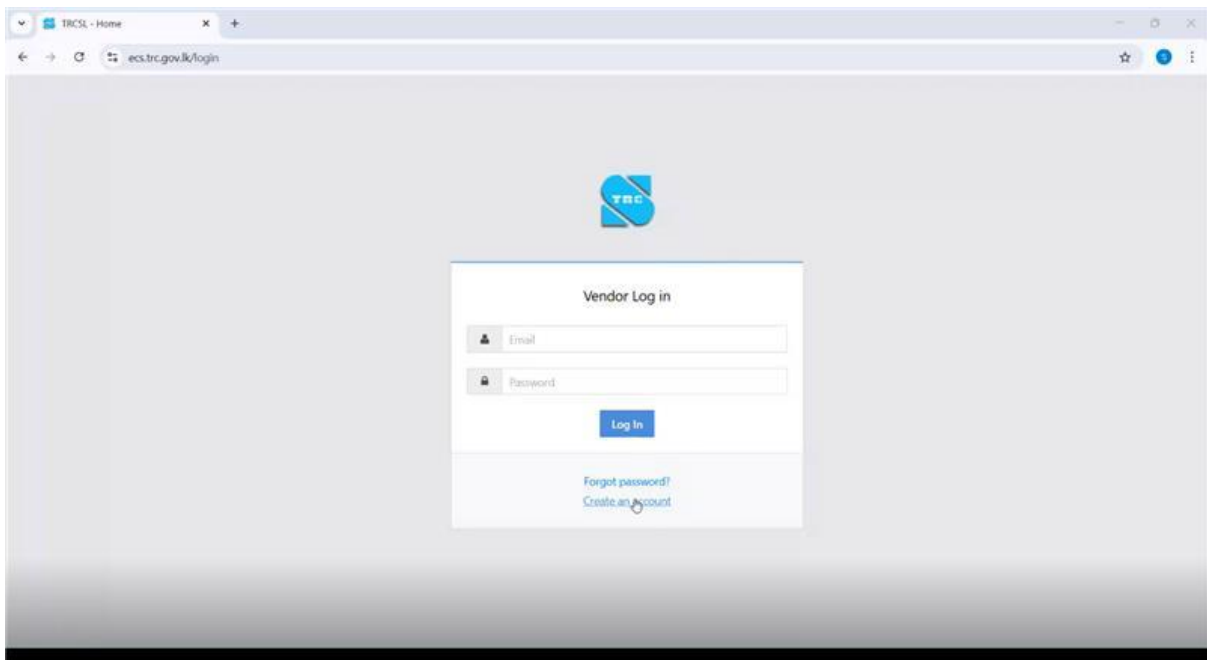 TRCSL - Home
ecs.trc.gov.lk/login
S
TRC
Vendor Log in
Email
Password
Log In
Forgot password?
Create an account